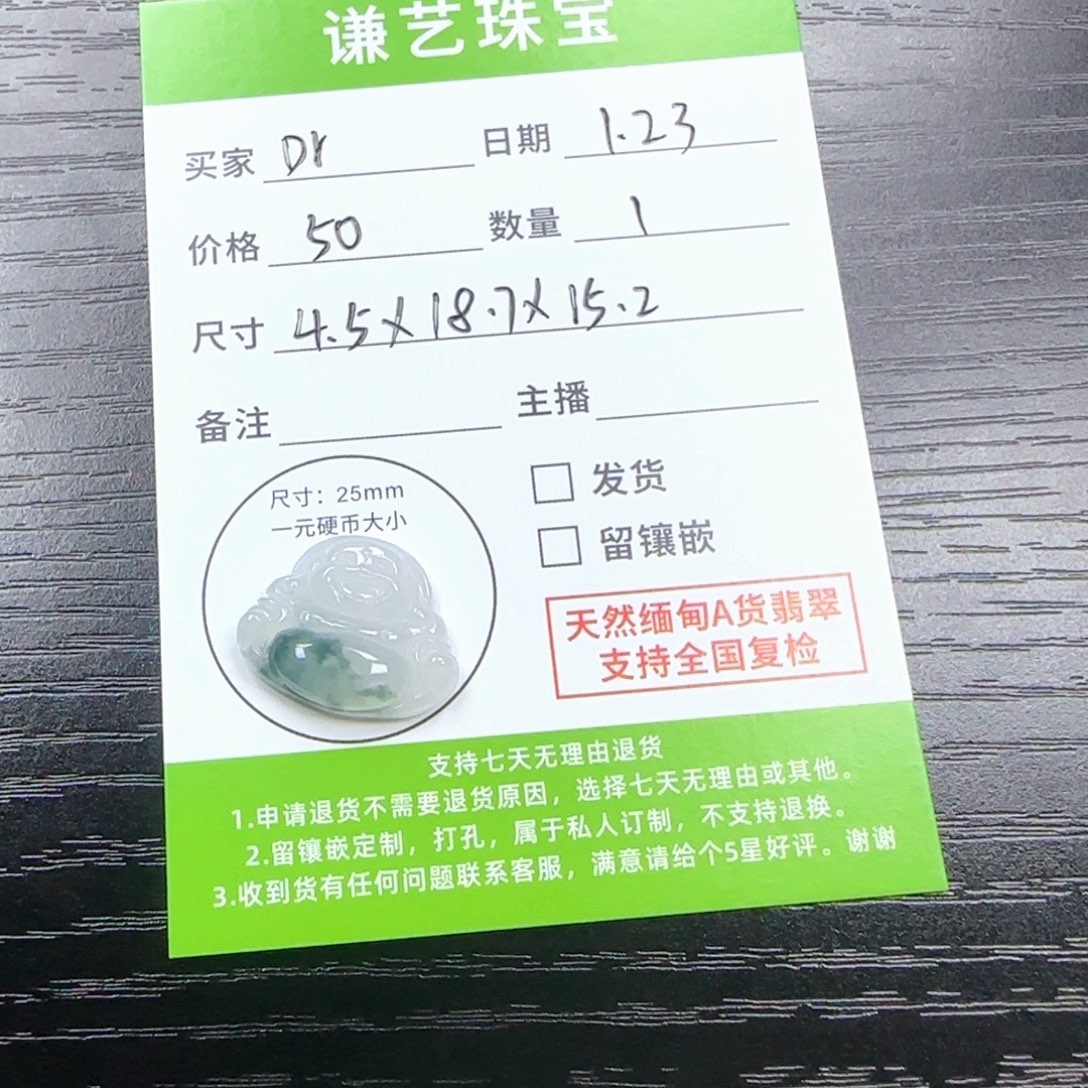 谦艺珠宝
买家 Dr 日期 1.23
价格 50 数量 1
尺寸 4.5×18.7×15.2
备注 主播
尺寸：25mm
一元硬币大小
发货
留镶嵌
天然缅甸A货翡翠
支持全国复检
支持七天无理由退货
1.申请退货不需要退货原因，选择七天无理由或其他。
2.留镶嵌定制，打孔，属于私人订制，不支持退换。
3.收到货有任何问题联系客服，满意请给个5星好评。谢谢